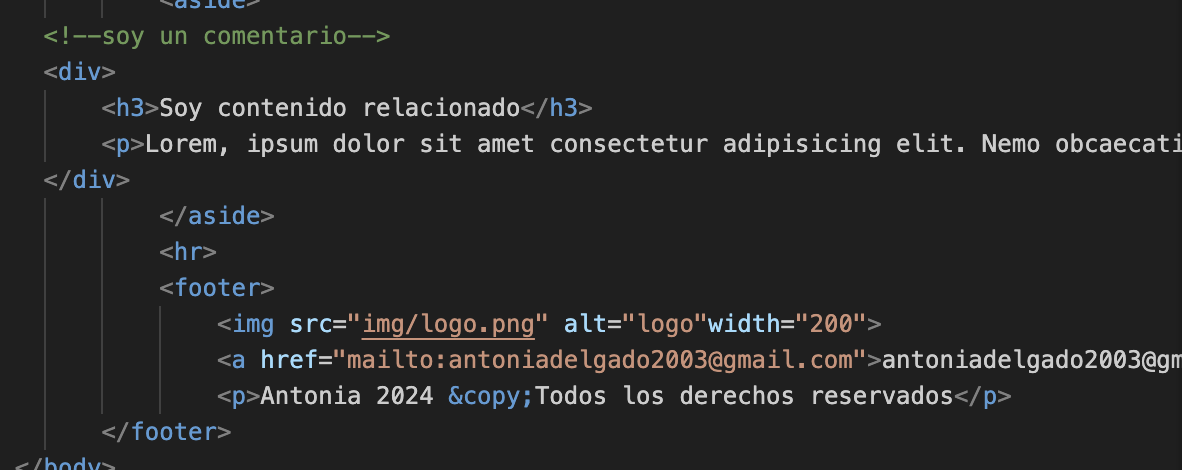 <aside>
<!--soy un comentario-->
<div>
<h3>Soy contenido relacionado</h3>
<p>Lorem, ipsum dolor sit amet consectetur adipisicing elit. Nemo obcaecati
</div>
</aside>
<hr>
<footer>
<img src="img/logo.png" alt="logo"width="200">
<a href="mailto:antoniadelgado2003@gmail.com">antoniadelgado2003@gm
<p>Antonia 2024 &copy;Todos los derechos reservados</p>
</footer>
</body>